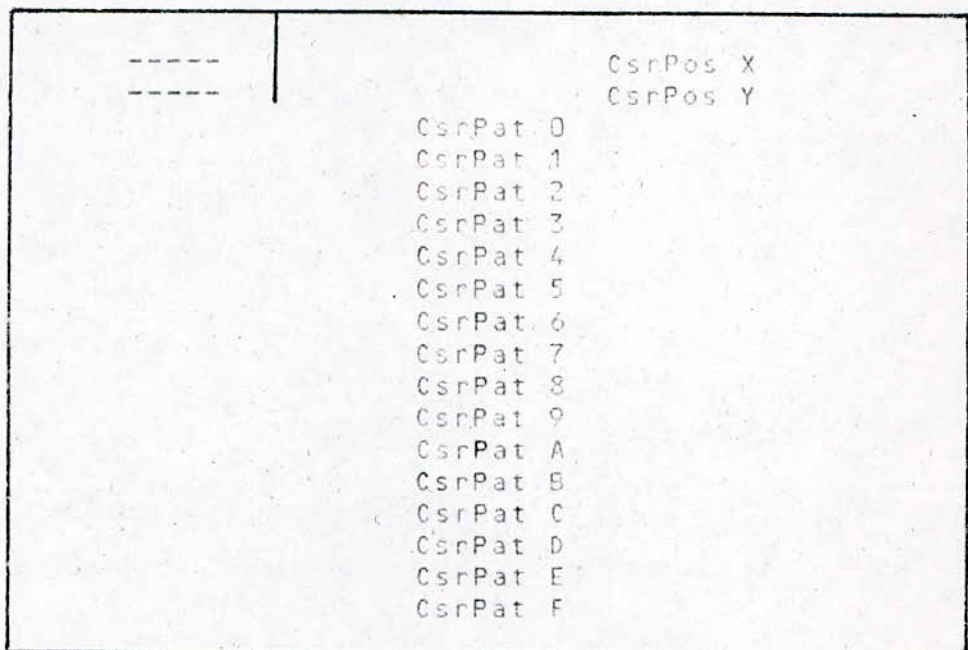 ----- CsrPos X
----- CsrPos Y
CsrPat 0
CsrPat 1
CsrPat 2
CsrPat 3
CsrPat 4
CsrPat 5
CsrPat 6
CsrPat 7
CsrPat 8
CsrPat 9
CsrPat A
CsrPat B
CsrPat C
CsrPat D
CsrPat E
CsrPat F